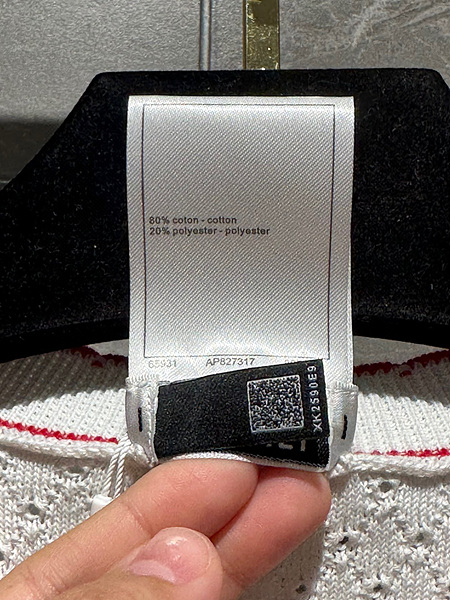 80% coton - cotton
20% polyester - polyester
65931 AP827317
XK2590E9